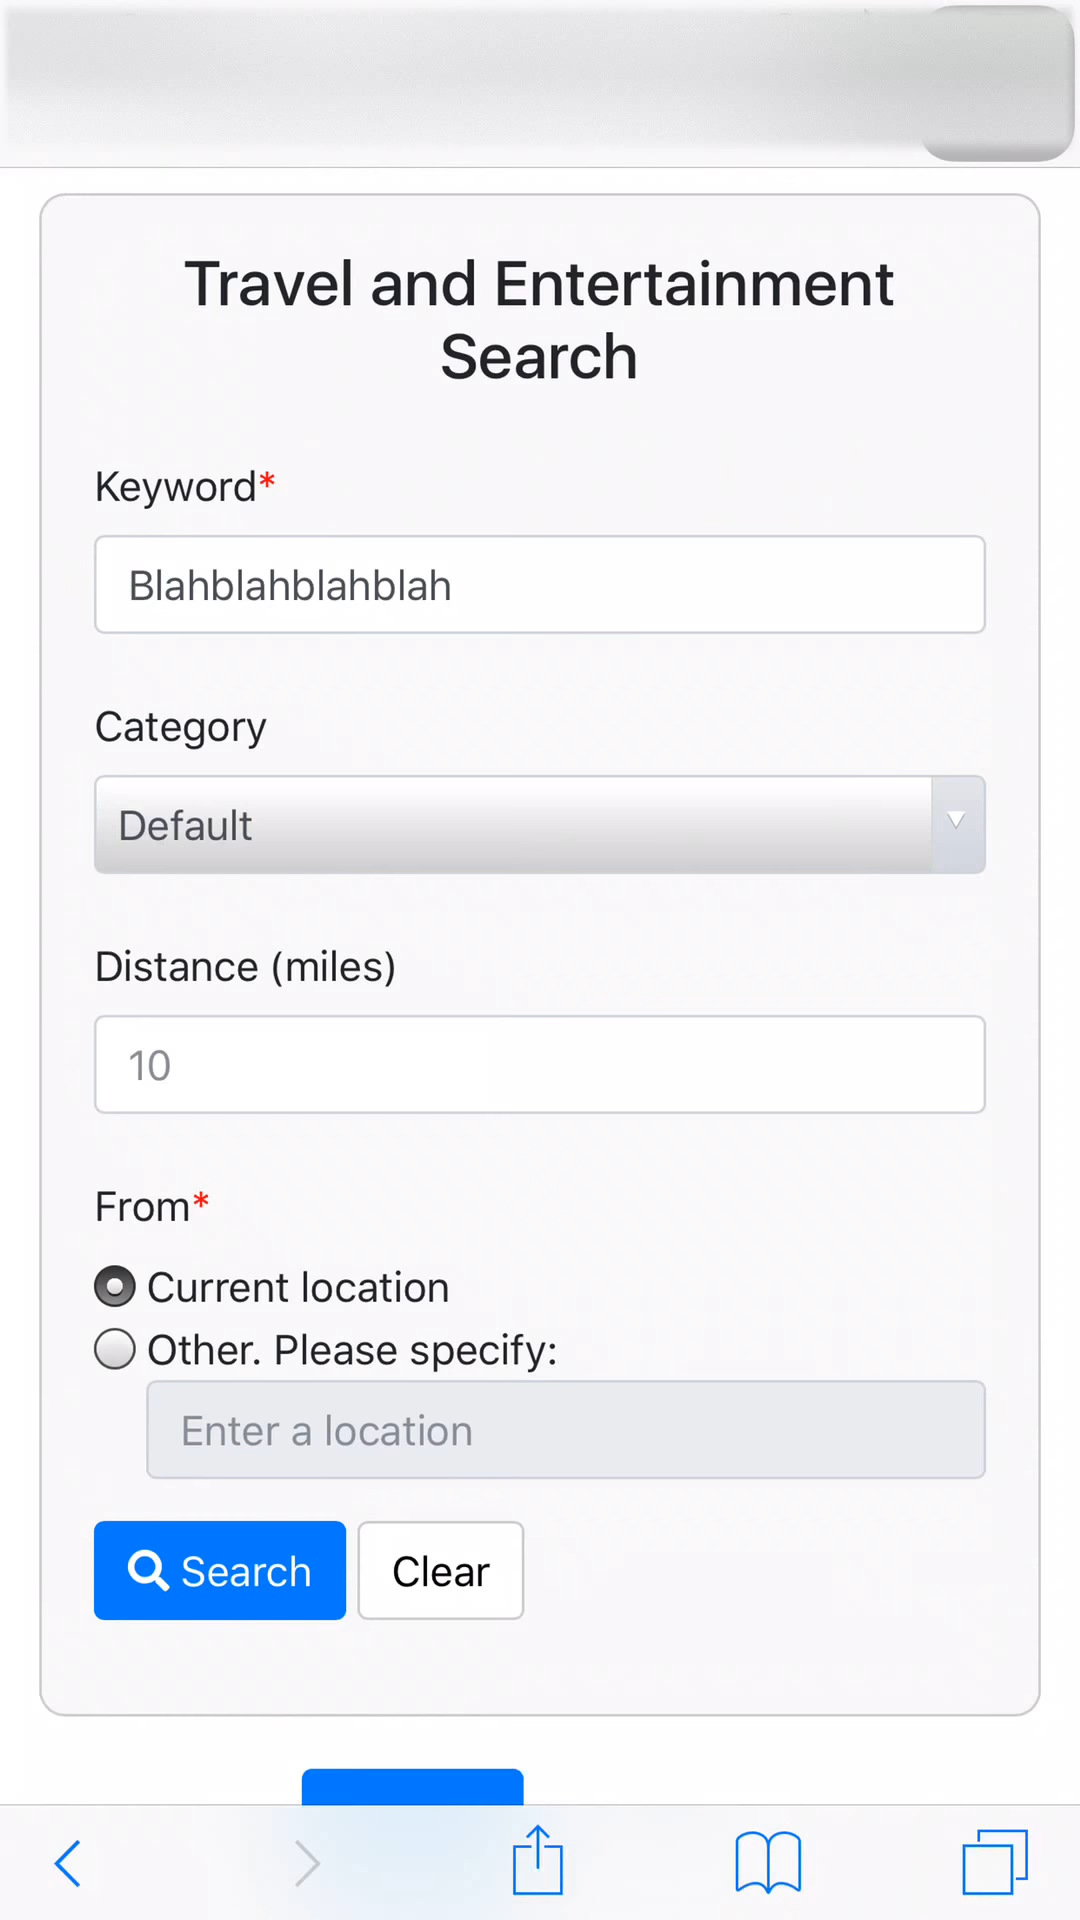 Travel and Entertainment
Search
Keyword*
Blahblahblahblah
Category
Default
Distance (miles)
10
From*
Current location
Other. Please specify:
Enter a location
Search
Clear